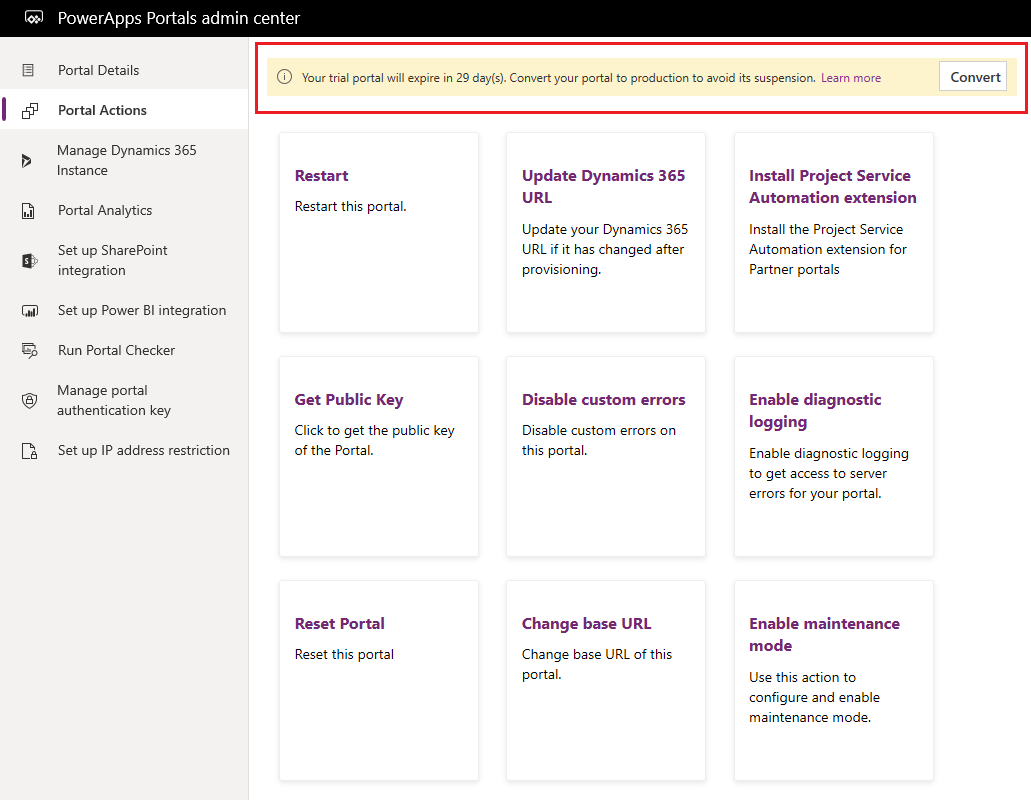 PowerApps Portals admin center
Portal Details
Portal Actions
Manage Dynamics 365
Instance
Portal Analytics
Set up SharePoint
integration
Set up Power BI integration
Run Portal Checker
Manage portal
authentication key
Set up IP address restriction
Your trial portal will expire in 29 day(s). Convert your portal to production to avoid its suspension. Learn more
Convert
Restart
Restart this portal.
Update Dynamics 365
URL
Update your Dynamics 365
URL if it has changed after
provisioning.
Install Project Service
Automation extension
Install the Project Service
Automation extension for
Partner portals
Get Public Key
Click to get the public key
of the Portal.
Disable custom errors
Disable custom errors on
this portal.
Enable diagnostic
logging
Enable diagnostic logging
to get access to server
errors for your portal.
Reset Portal
Reset this portal
Change base URL
Change base URL of this
portal.
Enable maintenance
mode
Use this action to
configure and enable
maintenance mode.